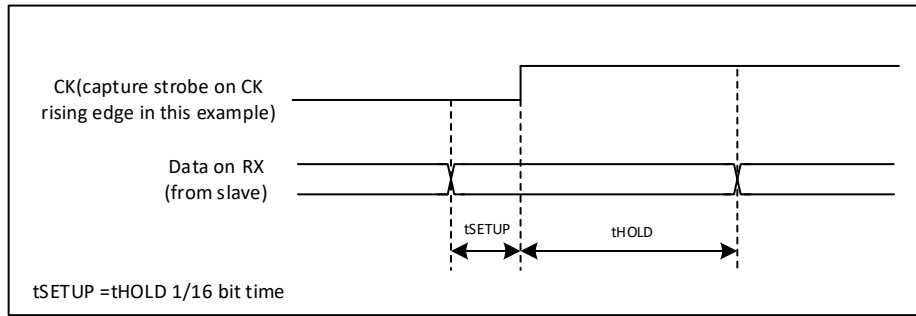 CK(capture strobe on CK
rising edge in this example)
Data on RX
(from slave)
tSETUP
tHOLD
tSETUP =tHOLD 1/16 bit time